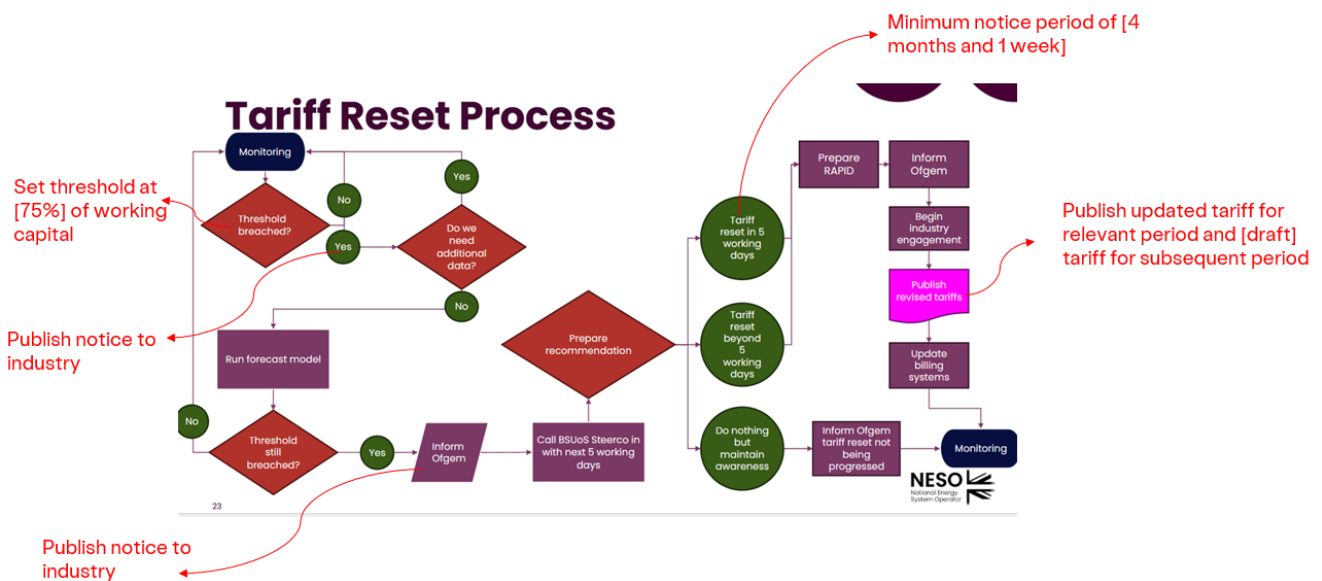 Minimum notice period of [4
months and 1 week]
Tariff Reset Process
Monitoring
Set threshold at
[75%] of working
capital
Threshold
breached?
No
Yes
Yes
Do we
need
additional
data?
No
Publish notice to
industry
Run forecast model
No
Threshold
still
breached?
Yes
Inform
Ofgem
Call BSUoS Steerco in
with next 5 working
days
Prepare
recommendation
Tariff
reset in 5
working
days
Tariff
reset
beyond
5
working
days
Do nothing
but
maintain
awareness
Prepare
RAPID
Inform
Ofgem
Begin
industry
engagement
Publish
revised tariffs
Publish updated tariff for
relevant period and [draft]
tariff for subsequent period
Update
billing
systems
Inform Ofgem
tariff reset not
being
progressed
Monitoring
NESO
National Energy
System Operator
23
Publish notice to
industry